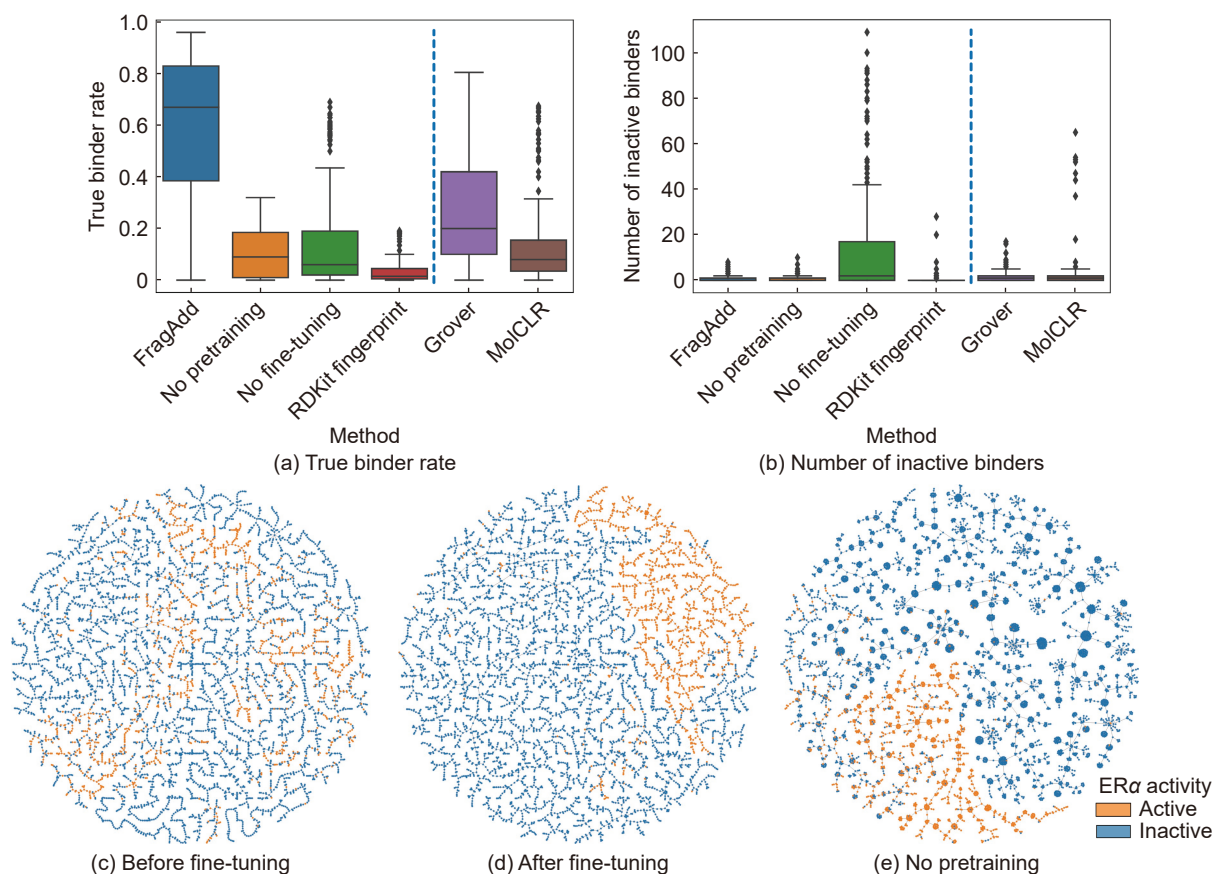 1.0
0.8
0.6
0.4
0.2
0
True binder rate
FragAdd
No pretraining
No fine-tuning
RDKit fingerprint
Grover
MolCLR
Method
(a) True binder rate
100
80
60
40
20
0
Number of inactive binders
FragAdd
No pretraining
No fine-tuning
RDKit fingerprint
Grover
MolCLR
Method
(b) Number of inactive binders
ERα activity
Active
Inactive
(c) Before fine-tuning
(d) After fine-tuning
(e) No pretraining